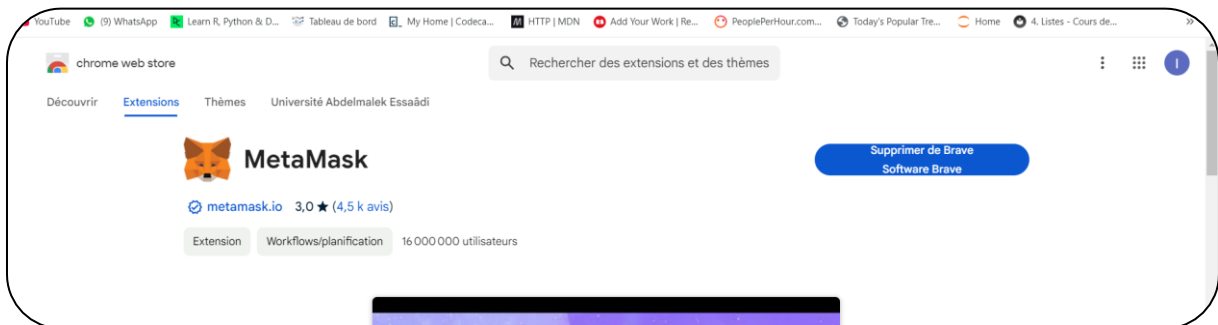 YouTube (9) WhatsApp Learn R, Python & D... Tableau de bord My Home | Codeca... HTTP | MDN Add Your Work | Re... PeoplePerHour.com... Today's Popular Tre... Home 4. Listes - Cours de... »
chrome web store Rechercher des extensions et des thèmes I
Découvrir Extensions Thèmes Université Abdelmalek Essaâdi
MetaMask
Supprimer de Brave
Software Brave
metamask.io 3,0 ★ (4,5 k avis)
Extension Workflows/planification 16 000 000 utilisateurs